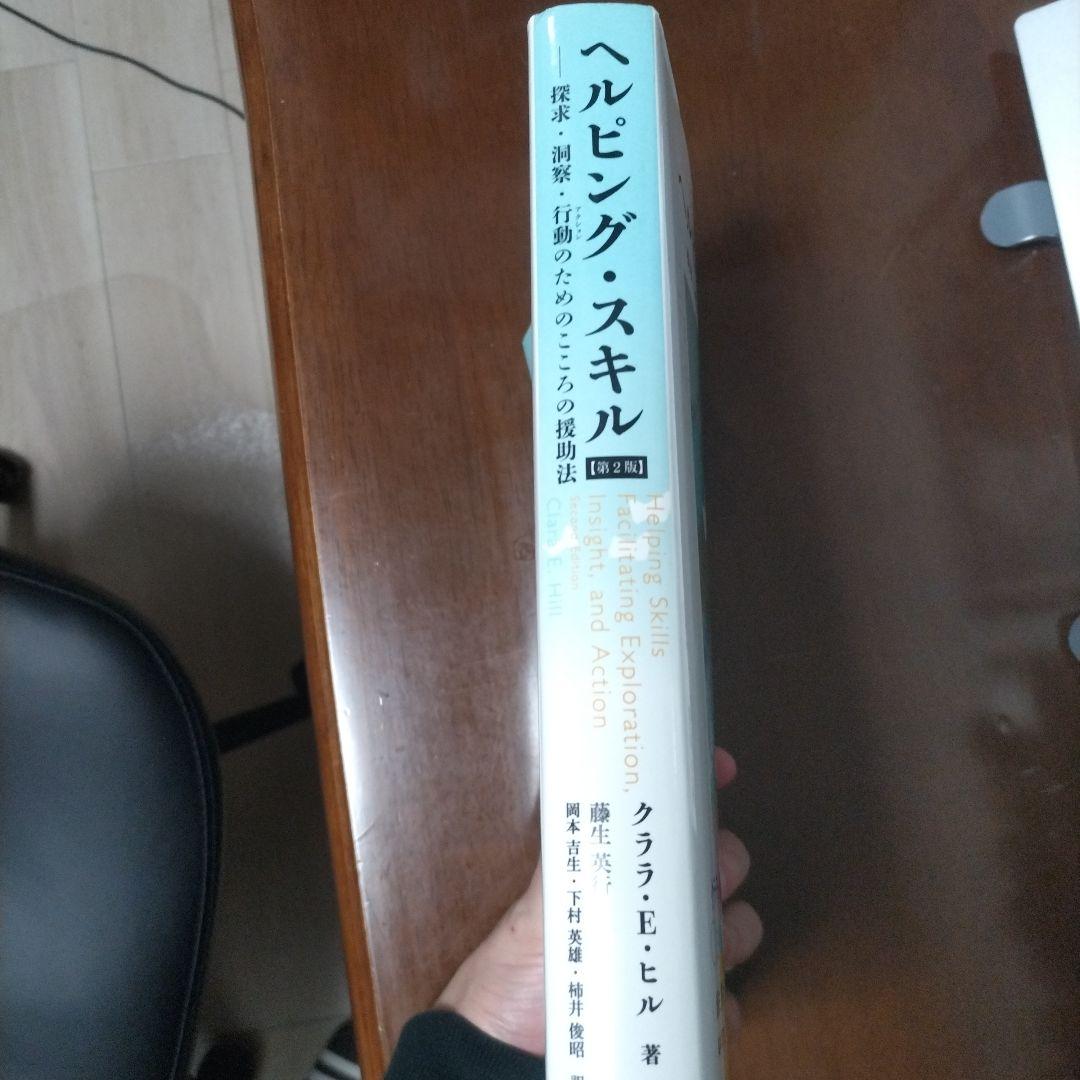 ヘルピング・スキル【第2版】
アクション
―探求・洞察・行動のためのこころの援助法
Helping Skills
Facilitating Exploration,
Insight, and Action
Second Edition
Clara E. Hill
クララ・E・ヒル 著
藤生 英行
岡本 吉生・下村 英雄・柿井 俊昭